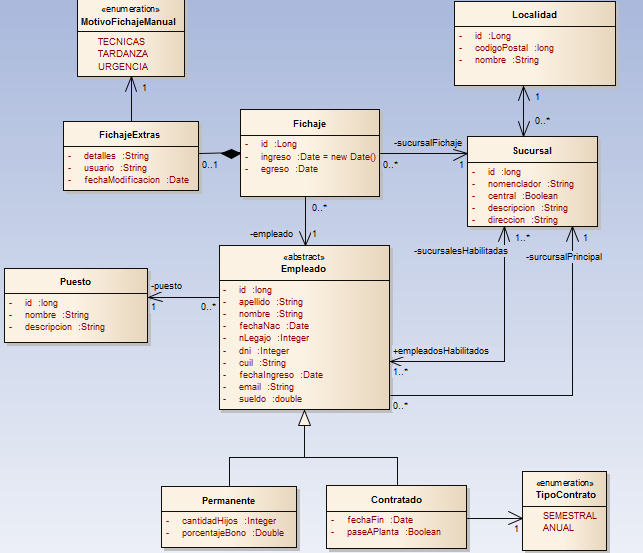 «enumeration»
MotivoFichajeManual
TECNICAS
TARDANZA
URGENCIA
1
Localidad
- id :Long
- codigoPostal :long
- nombre :String
1
0..*
FichajeExtras
- detalles :String
- usuario :String
- fechaModificacion :Date
0..1
Fichaje
- id :Long
- ingreso :Date = new Date()
- egreso :Date
-sucursalFichaje
0..*
1
Sucursal
- id :long
- nomenclador :String
- central :Boolean
- descripcion :String
- direccion :String
0..*
-empleado
1
1..*
1
-sucursalesHabilitadas
-surcursalPrincipal
«abstract»
Empleado
- id :long
- apellido :String
- nombre :String
- fechaNac :Date
- nLegajo :Integer
- dni :Integer
- cuil :String
- fechaIngreso :Date
- email :String
- sueldo :double
Puesto
- id :long
- nombre :String
- descripcion :String
-puesto
1
0..*
+empleadosHabilitados
1..*
0..*
Permanente
- cantidadHijos :Integer
- porcentajeBono :Double
Contratado
- fechaFin :Date
- paseAPlanta :Boolean
1
«enumeration»
TipoContrato
SEMESTRAL
ANUAL